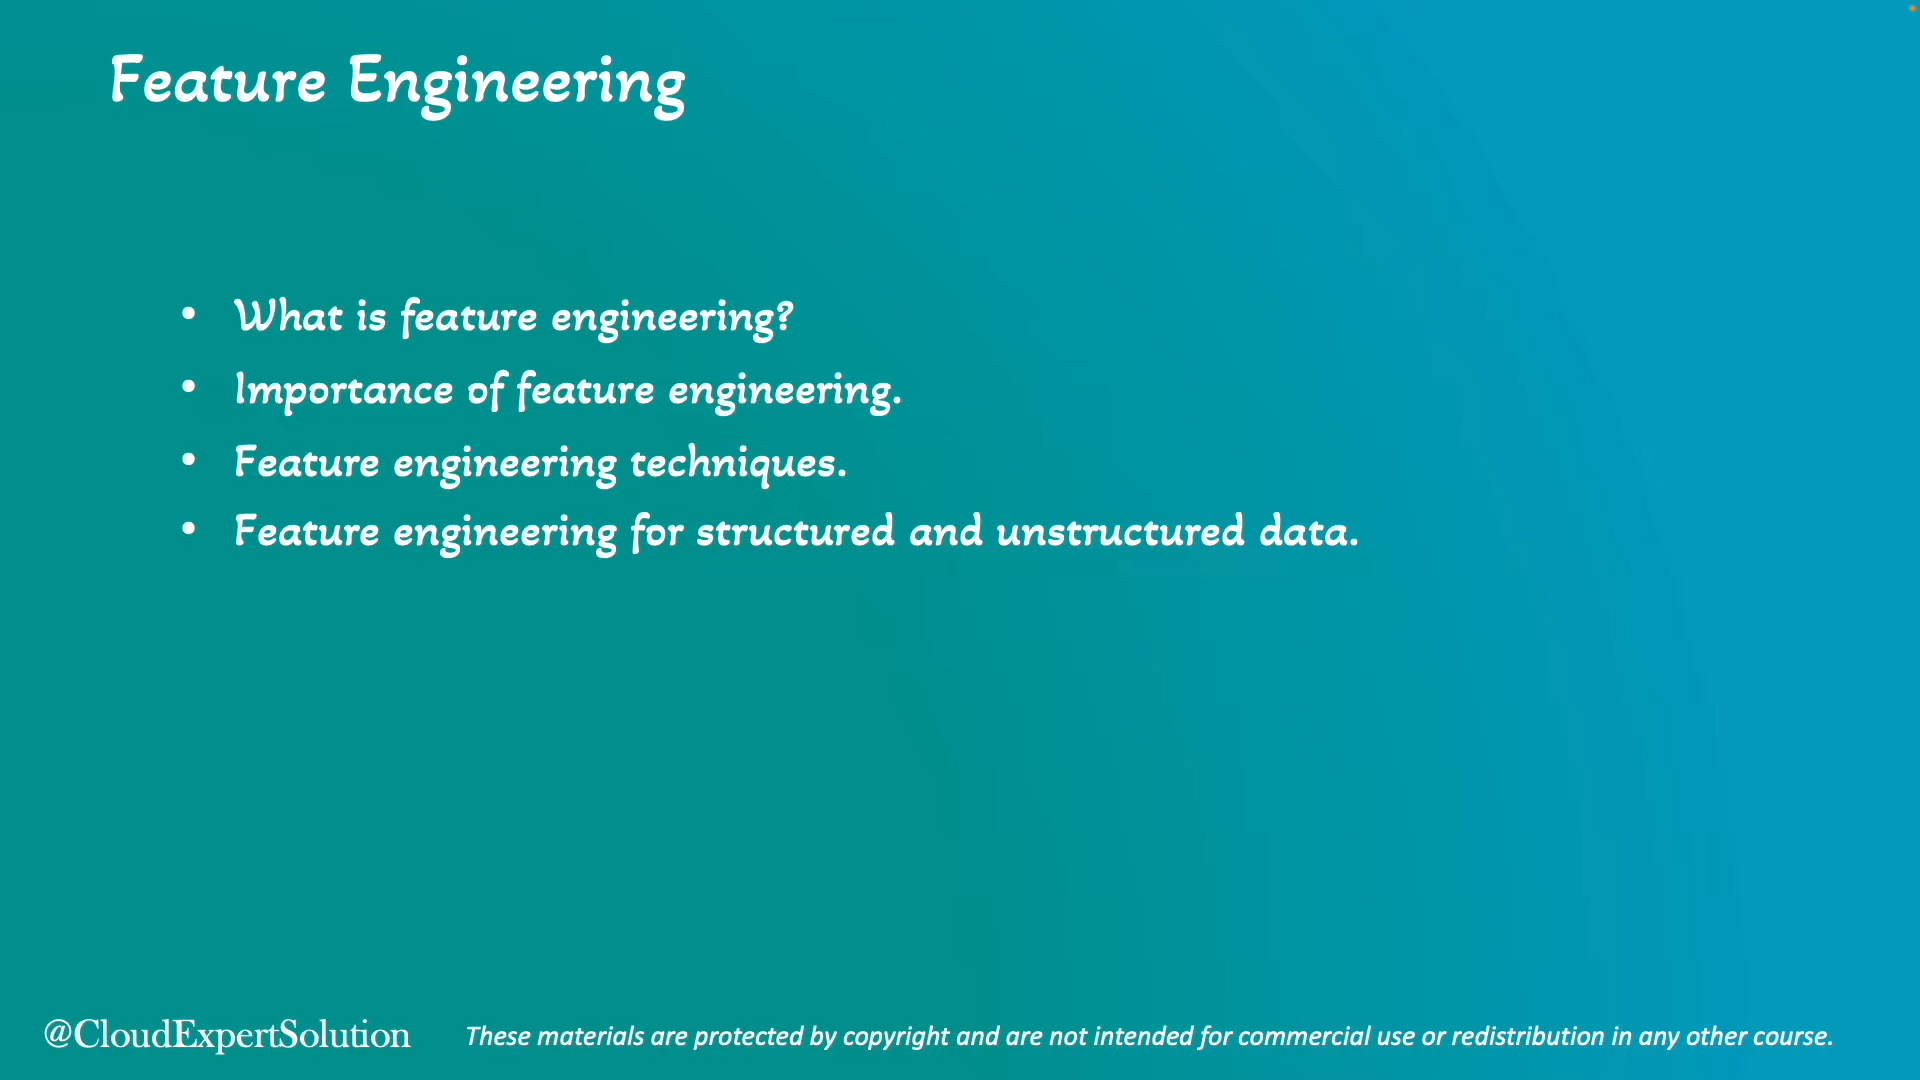 Feature Engineering
• What is feature engineering?
• Importance of feature engineering.
• Feature engineering techniques.
• Feature engineering for structured and unstructured data.
@CloudExpertSolution
These materials are protected by copyright and are not intended for commercial use or redistribution in any other course.